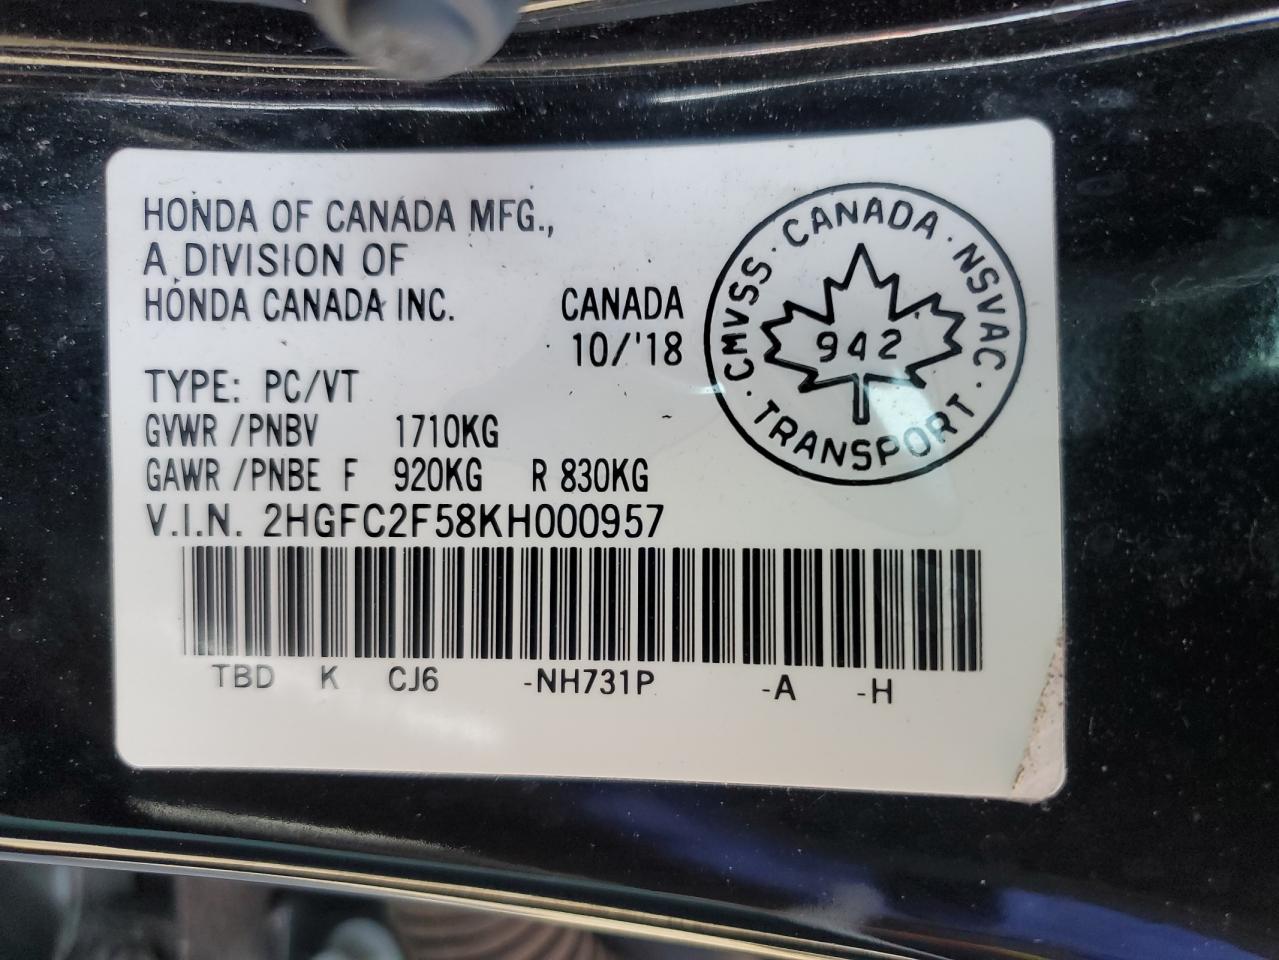 HONDA OF CANADA MFG.,
A DIVISION OF
HONDA CANADA INC.
CANADA
10/'18
TYPE: PC/VT
GVWR /PNBV 1710KG
GAWR /PNBE F 920KG R 830KG
V.I.N. 2HGFC2F58KH000957
TBD K CJ6 -NH731P -A -H
CMVSS · CANADA · NSVAC ·
942
· TRANSPORT ·